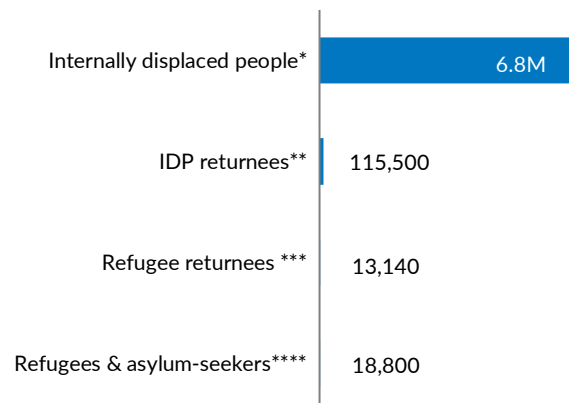 Internally displaced people* 6.8M
IDP returnees** 115,500
Refugee returnees *** 13,140
Refugees & asylum-seekers**** 18,800